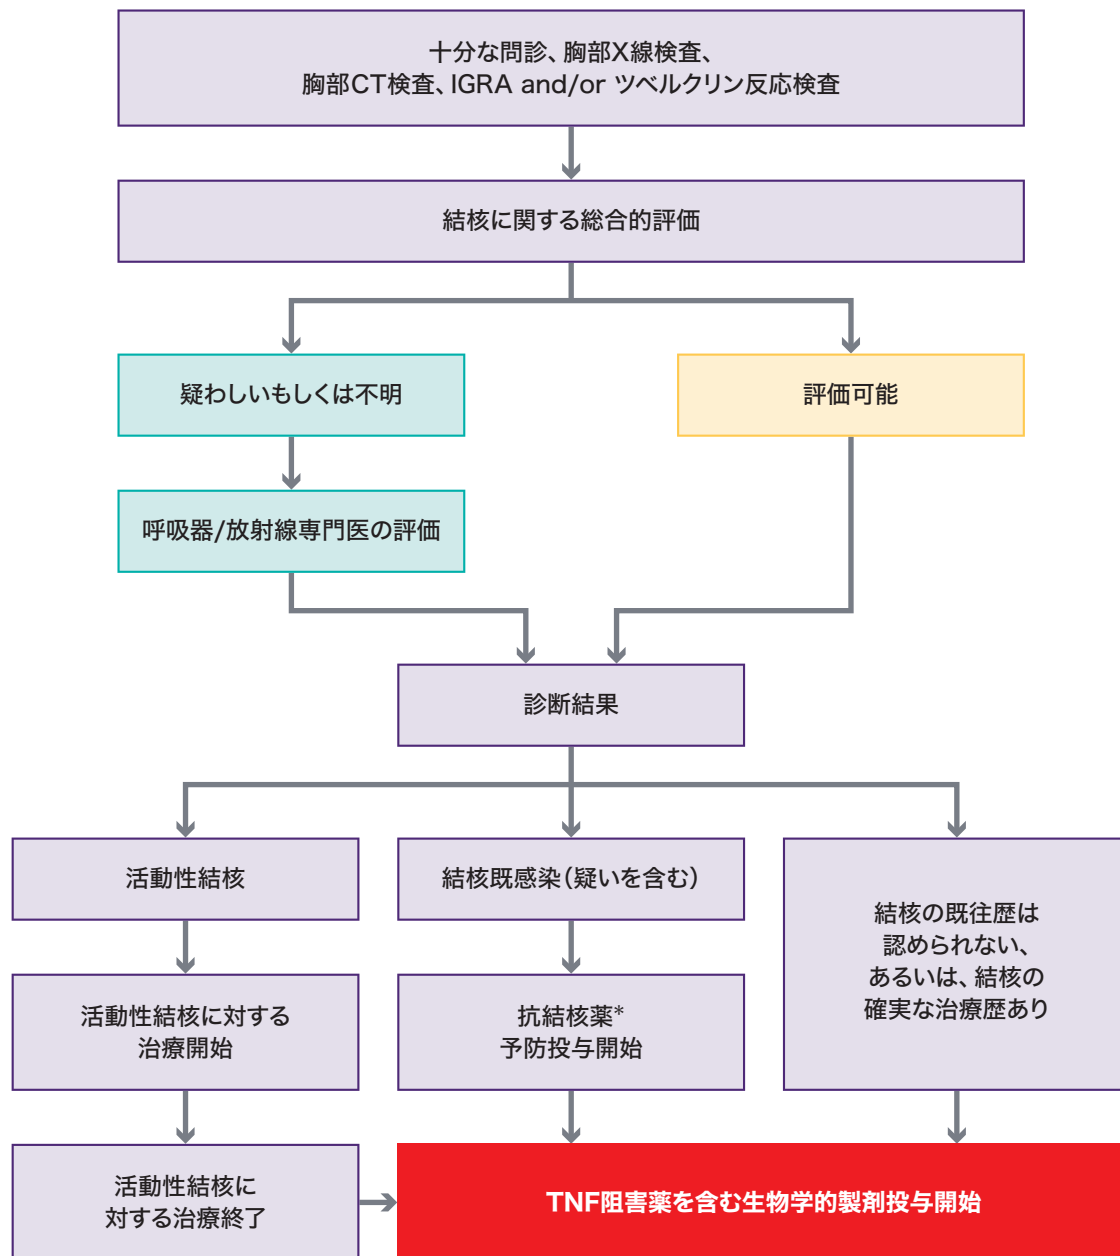 十分な問診、胸部X線検査、
胸部CT検査、IGRA and/or ツベルクリン反応検査
結核に関する総合的評価
疑わしいもしくは不明
評価可能
呼吸器/放射線専門医の評価
診断結果
活動性結核
結核既感染（疑いを含む）
結核の既往歴は
認められない、
あるいは、結核の
確実な治療歴あり
活動性結核に対する
治療開始
抗結核薬*
予防投与開始
活動性結核に
対する治療終了
TNF阻害薬を含む生物学的製剤投与開始